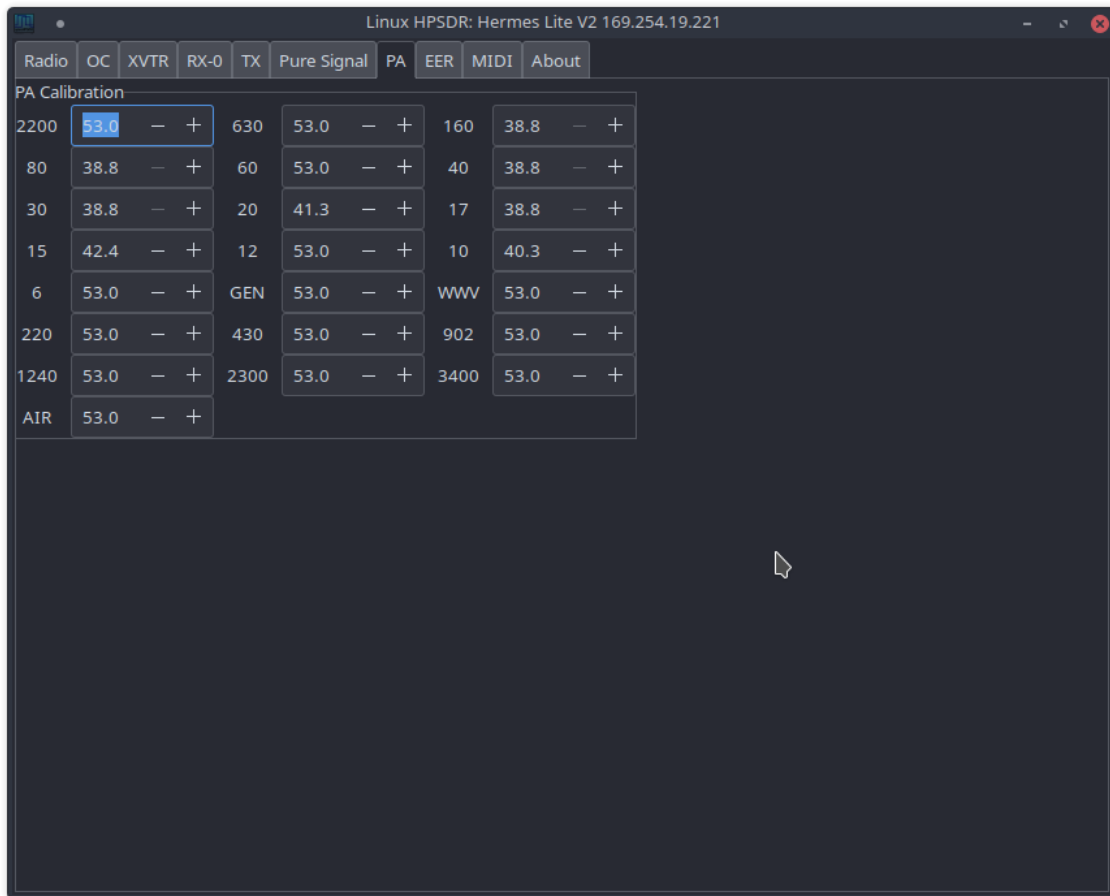 Linux HPSDR: Hermes Lite V2 169.254.19.221
Radio OC XVTR RX-0 TX Pure Signal PA EER MIDI About
PA Calibration
2200 53.0 − + 630 53.0 − + 160 38.8 − +
80 38.8 − + 60 53.0 − + 40 38.8 − +
30 38.8 − + 20 41.3 − + 17 38.8 − +
15 42.4 − + 12 53.0 − + 10 40.3 − +
6 53.0 − + GEN 53.0 − + WWV 53.0 − +
220 53.0 − + 430 53.0 − + 902 53.0 − +
1240 53.0 − + 2300 53.0 − + 3400 53.0 − +
AIR 53.0 − +